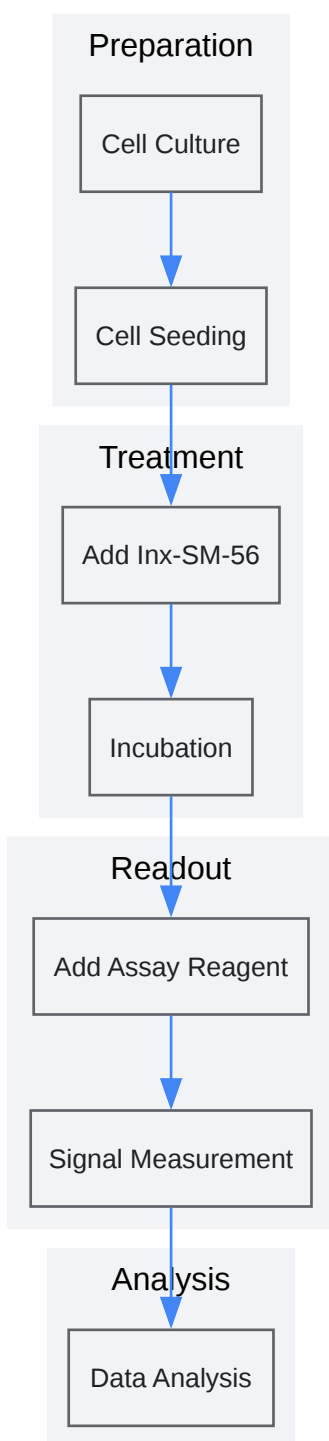 Preparation
Cell Culture
Cell Seeding
Treatment
Add Inx-SM-56
Incubation
Readout
Add Assay Reagent
Signal Measurement
Analysis
Data Analysis